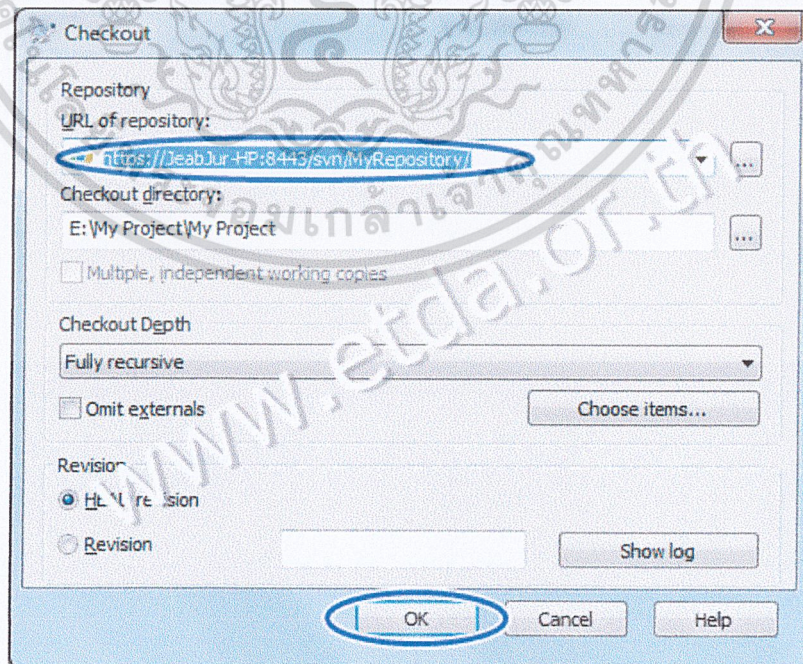 Checkout
Repository
URL of repository:
https://JeabJur-HP:8443/svn/MyRepository/
...
Checkout directory:
E:\My Project\My Project
...
Multiple, independent working copies
Checkout Depth
Fully recursive
Omit externals
Choose items...
Revision
HEAD revision
Revision
Show log
OK
Cancel
Help
www.etda.or.th